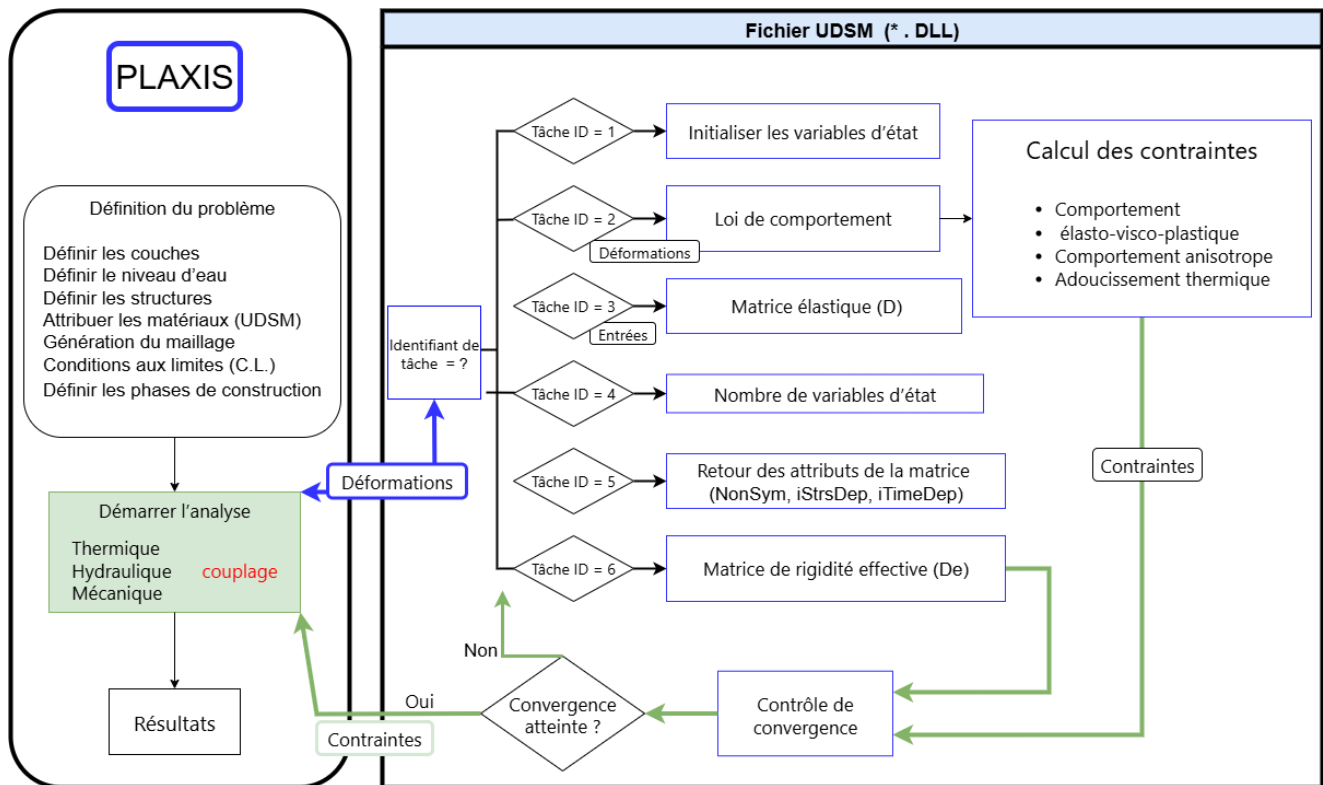 PLAXIS
Définition du problème
Définir les couches
Définir le niveau d'eau
Définir les structures
Attribuer les matériaux (UDSM)
Génération du maillage
Conditions aux limites (C.L.)
Définir les phases de construction
Démarrer l'analyse
Thermique
Hydraulique couplage
Mécanique
Résultats
Déformations
Contraintes
Fichier UDSM (* . DLL)
Identifiant de
tâche = ?
Tâche ID = 1
Initialiser les variables d'état
Tâche ID = 2
Déformations
Loi de comportement
Calcul des contraintes
• Comportement
• élasto-visco-plastique
• Comportement anisotrope
• Adoucissement thermique
Tâche ID = 3
Entrées
Matrice élastique (D)
Tâche ID = 4
Nombre de variables d'état
Tâche ID = 5
Retour des attributs de la matrice
(NonSym, iStrsDep, iTimeDep)
Tâche ID = 6
Matrice de rigidité effective (De)
Contraintes
Non
Oui
Convergence
atteinte ?
Contrôle de
convergence